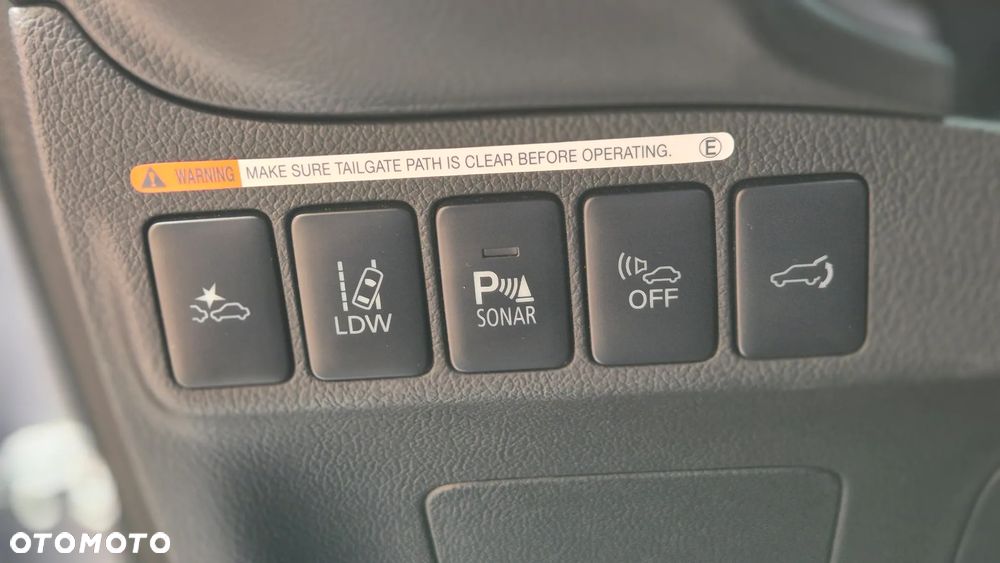 WARNING MAKE SURE TAILGATE PATH IS CLEAR BEFORE OPERATING. E
LDW
P
SONAR
OFF
OTOMOTO